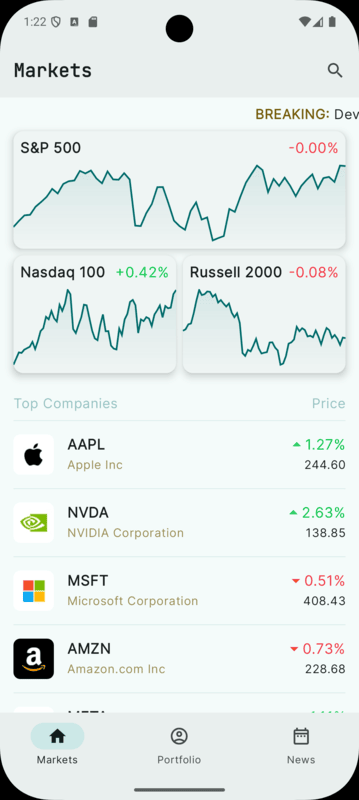 1:22
Markets
BREAKING: Dev
S&P 500 -0.00%
Nasdaq 100 +0.42% Russell 2000 -0.08%
Top Companies Price
AAPL 1.27%
Apple Inc 244.60
NVDA 2.63%
NVIDIA Corporation 138.85
MSFT 0.51%
Microsoft Corporation 408.43
AMZN 0.73%
Amazon.com Inc 228.68
Markets Portfolio News